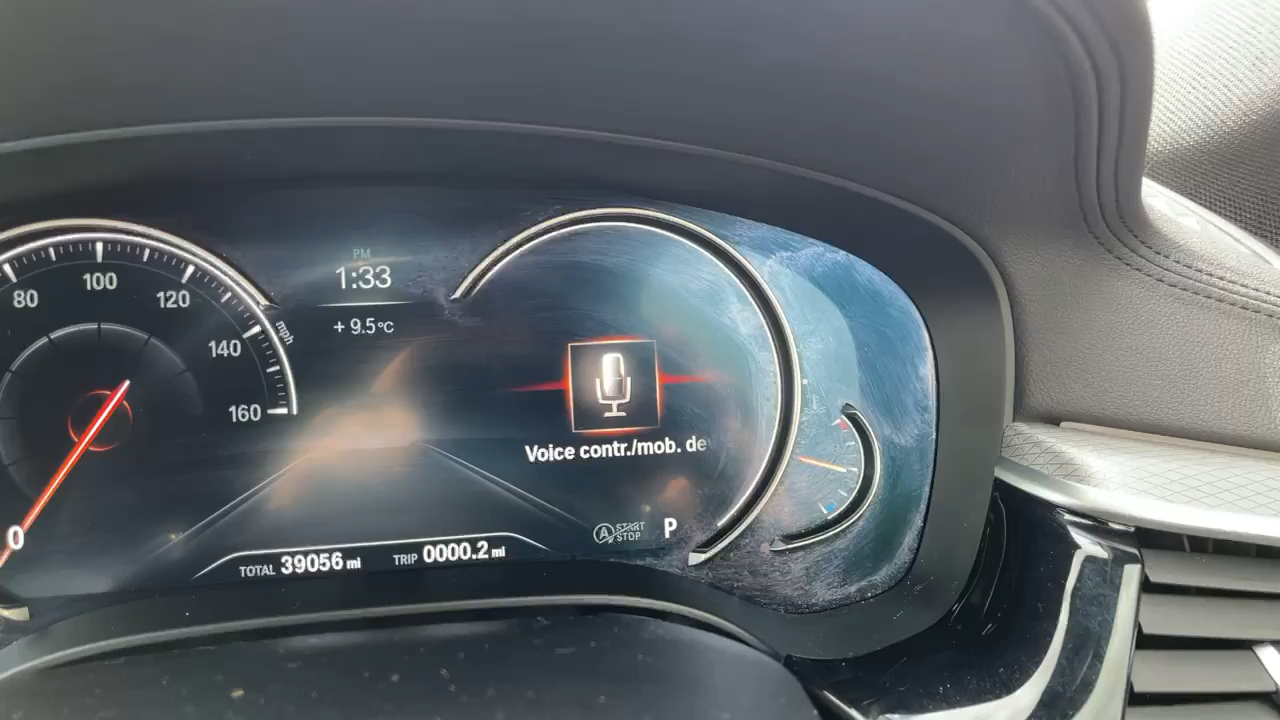 80
100
120
140
160
mph
0
PM
1:33
+ 9.5°C
Voice contr./mob. de
A START
STOP
P
TOTAL 39056 mi
TRIP 0000.2 mi